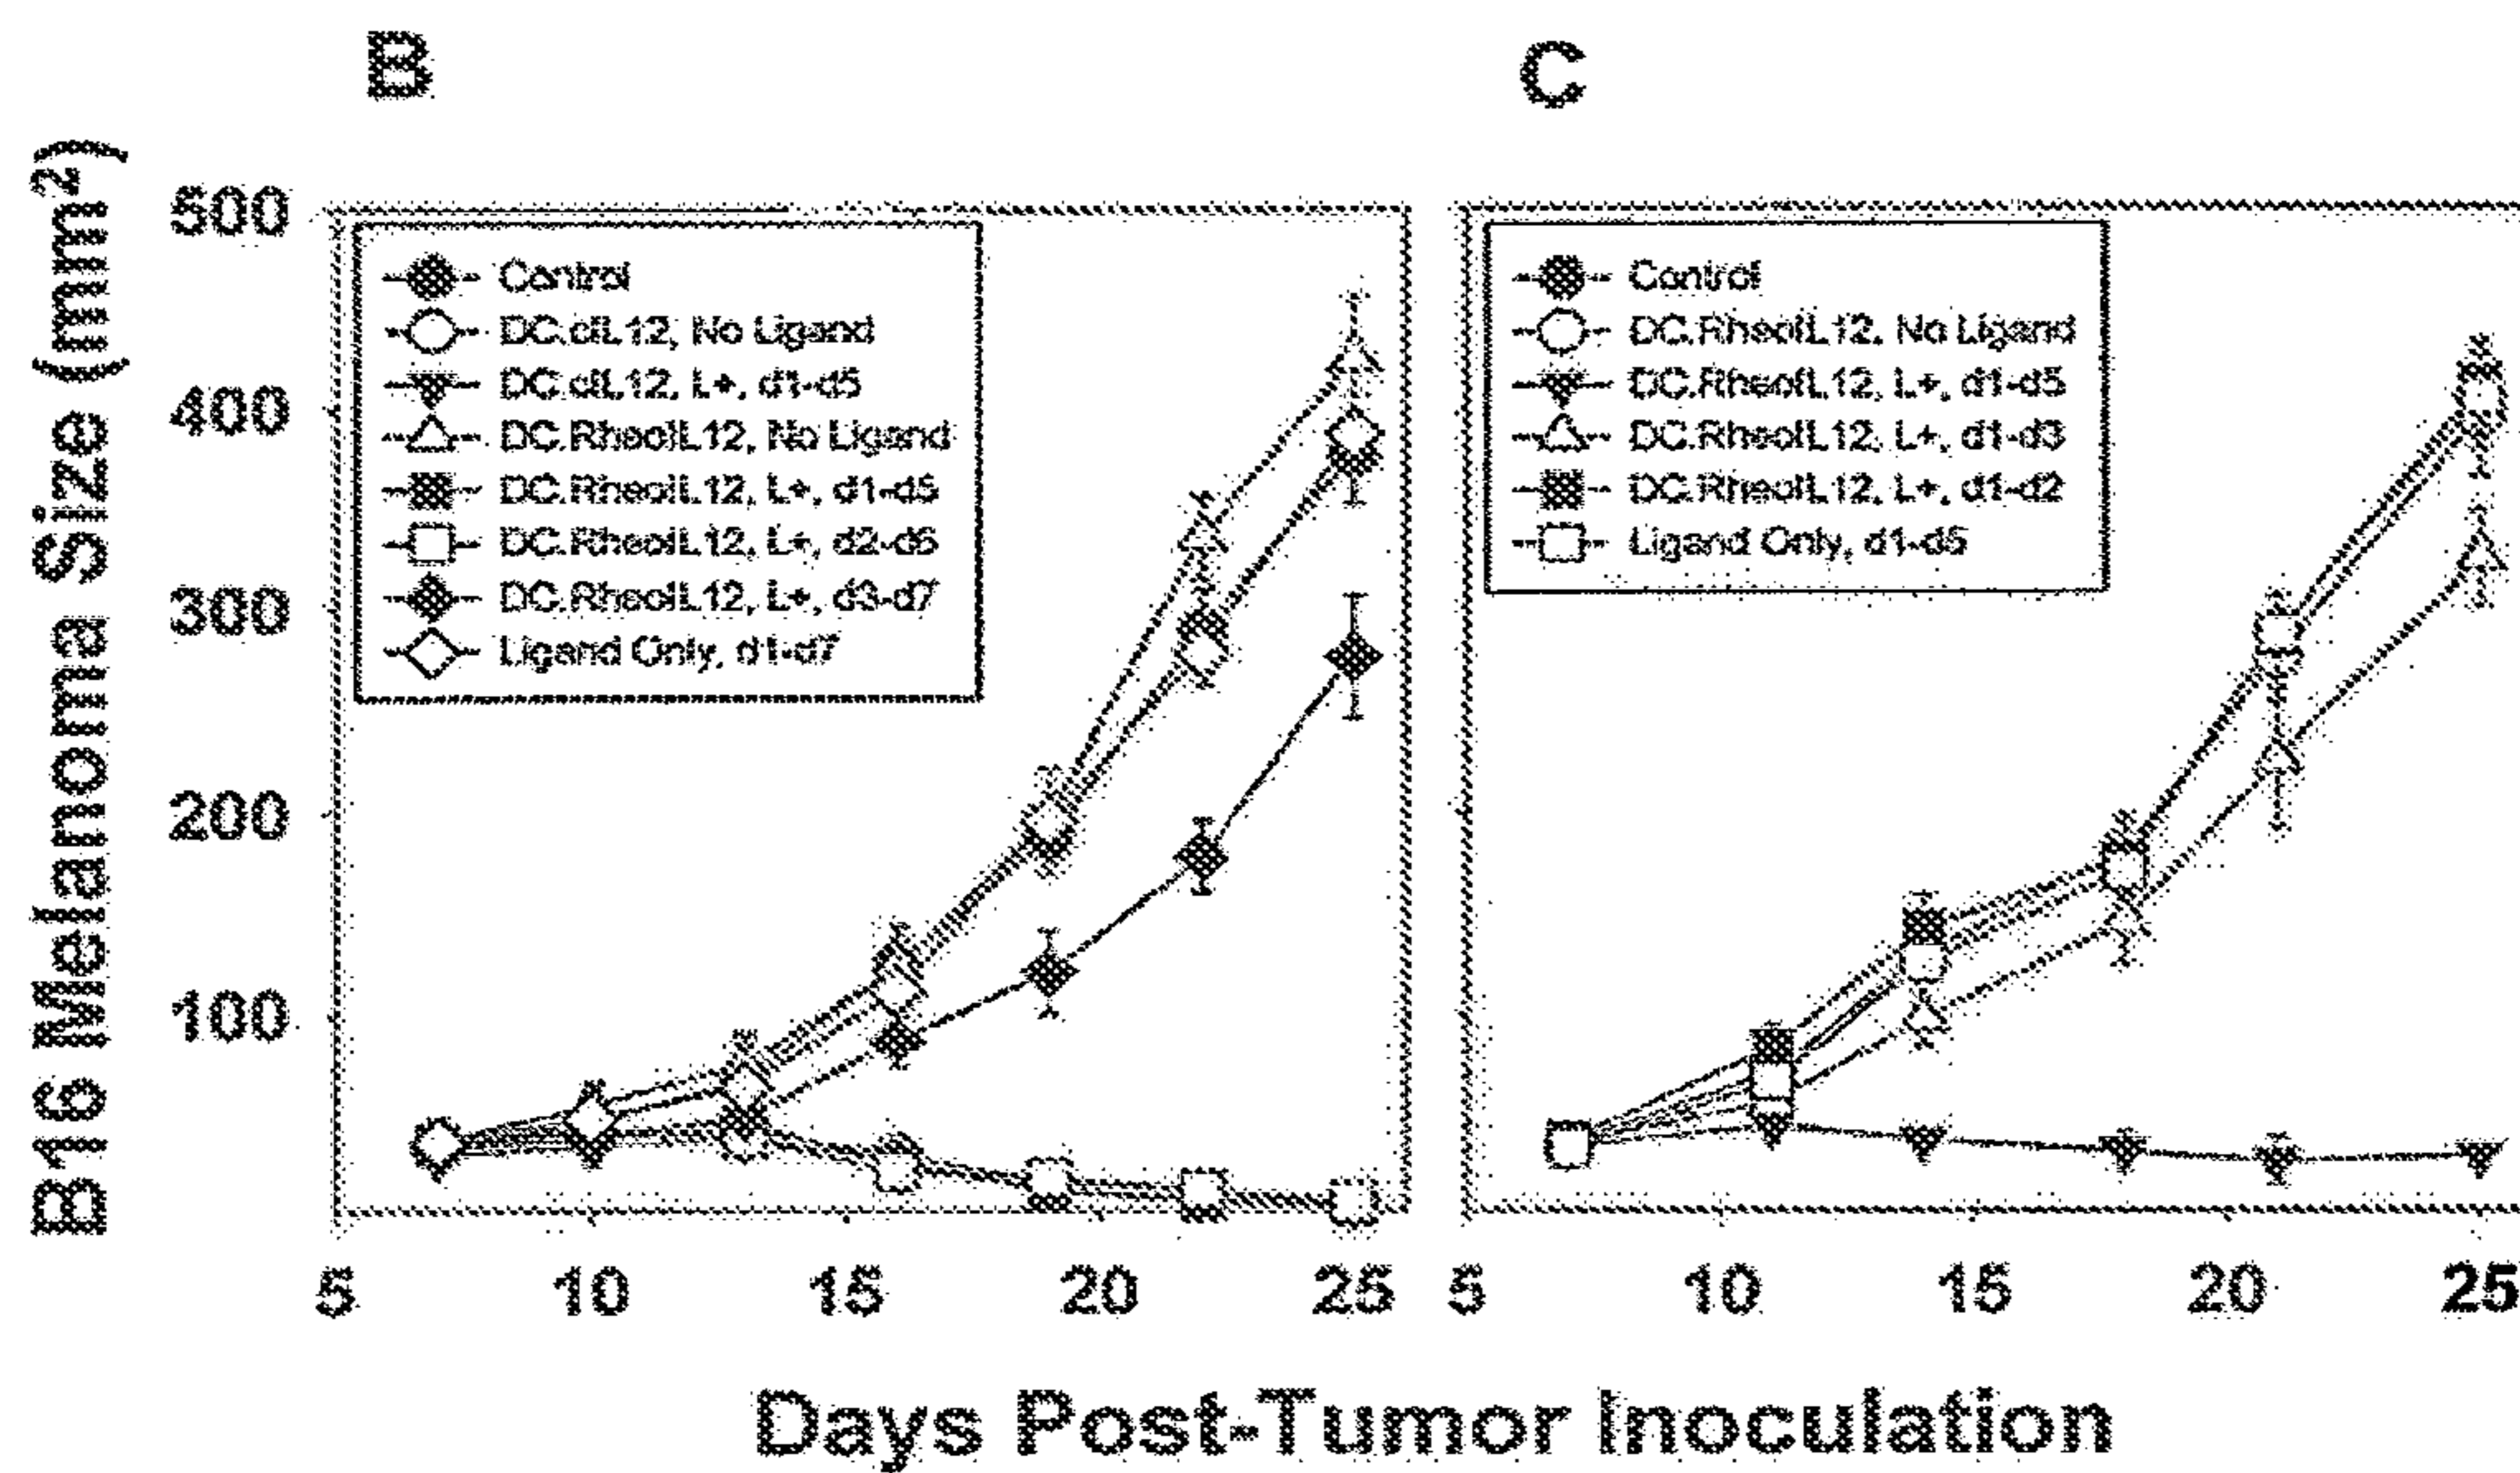 B
C
B16 Melanoma Size (mm²)
500
400
300
200
100
Control
DC.cIL12, No Ligand
DC.cIL12, L+, d1-d5
DC.RheoIL12, No Ligand
DC.RheoIL12, L+, d1-d5
DC.RheoIL12, L+, d2-d6
DC.RheoIL12, L+, d3-d7
Ligand Only, d1-d7
Control
DC.RheoIL12, No Ligand
DC.RheoIL12, L+, d1-d5
DC.RheoIL12, L+, d1-d3
DC.RheoIL12, L+, d1-d2
Ligand Only, d1-d5
5 10 15 20 25
5 10 15 20 25
Days Post-Tumor Inoculation